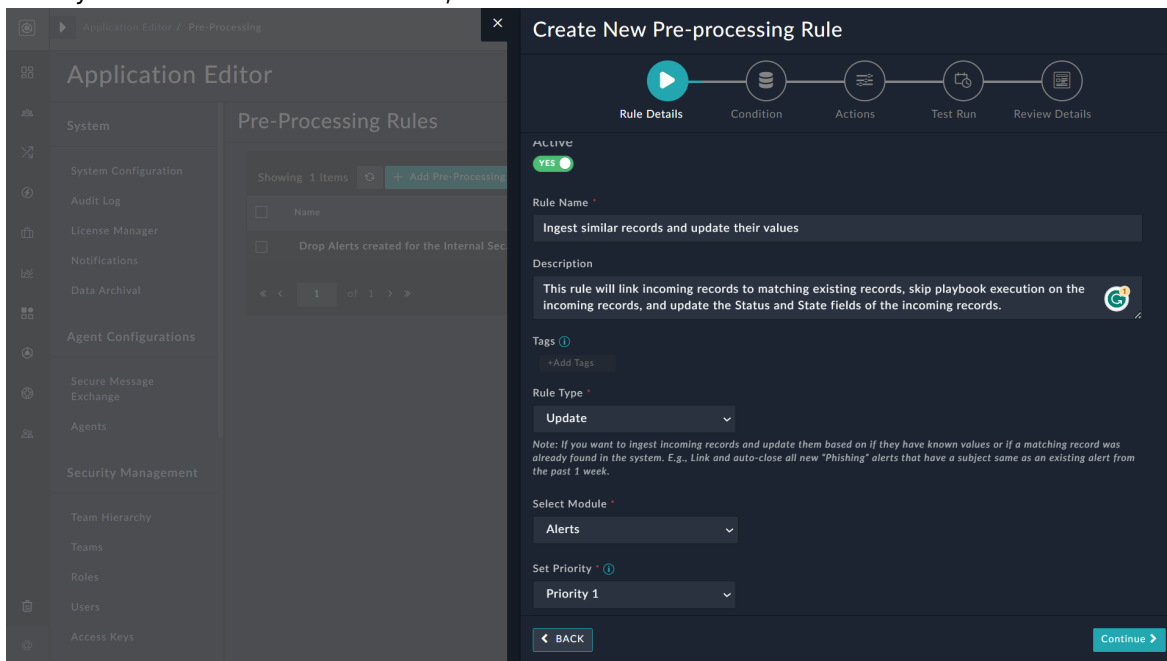 Application Editor / Pre-Processing
Application Editor
System
System Configuration
Audit Log
License Manager
Notifications
Data Archival
Agent Configurations
Secure Message
Exchange
Agents
Security Management
Team Hierarchy
Teams
Roles
Users
Access Keys
Pre-Processing Rules
Showing 1 Items
+ Add Pre-Processing
Name
Drop Alerts created for the Internal Sec
« < 1 of 1 > »
×
Create New Pre-processing Rule
Rule Details Condition Actions Test Run Review Details
Active
YES
Rule Name *
Ingest similar records and update their values
Description
This rule will link incoming records to matching existing records, skip playbook execution on the
incoming records, and update the Status and State fields of the incoming records.
G 1
Tags
+Add Tags
Rule Type *
Update
Note: If you want to ingest incoming records and update them based on if they have known values or if a matching record was
already found in the system. E.g., Link and auto-close all new "Phishing" alerts that have a subject same as an existing alert from
the past 1 week.
Select Module *
Alerts
Set Priority *
Priority 1
< BACK
Continue >